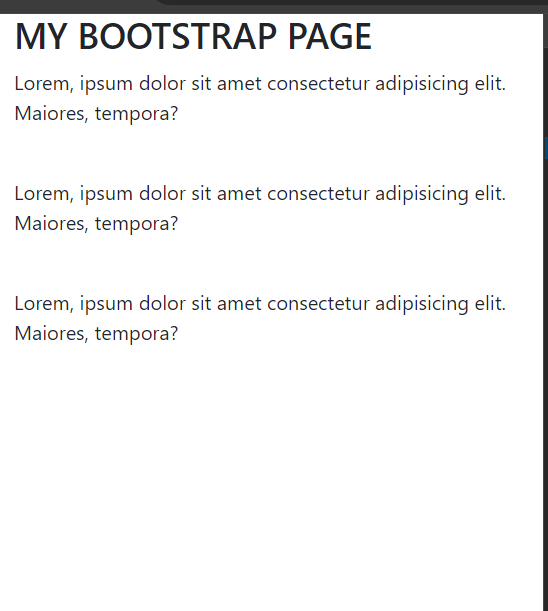 MY BOOTSTRAP PAGE
Lorem, ipsum dolor sit amet consectetur adipisicing elit.
Maiores, tempora?
Lorem, ipsum dolor sit amet consectetur adipisicing elit.
Maiores, tempora?
Lorem, ipsum dolor sit amet consectetur adipisicing elit.
Maiores, tempora?